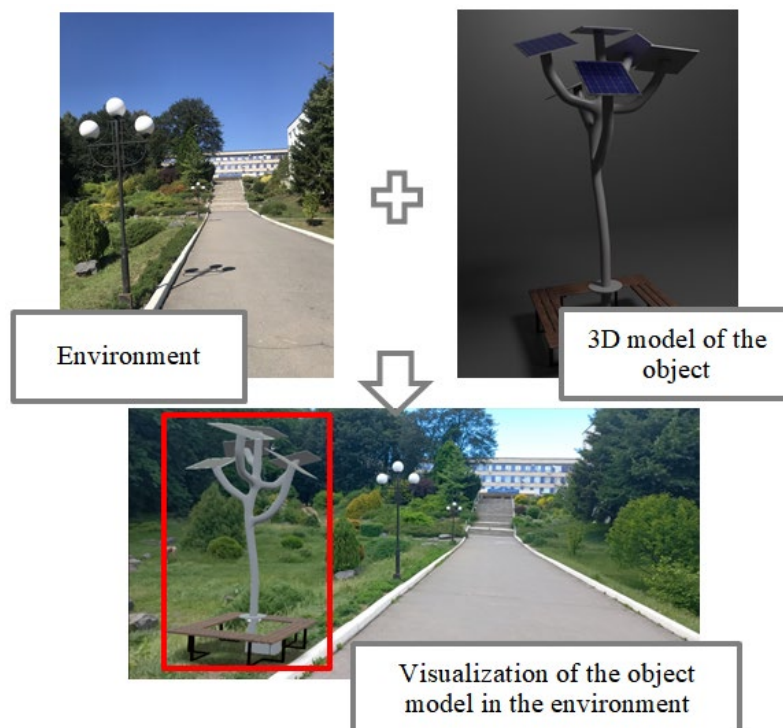 Environment
3D model of the
object
Visualization of the object
model in the environment